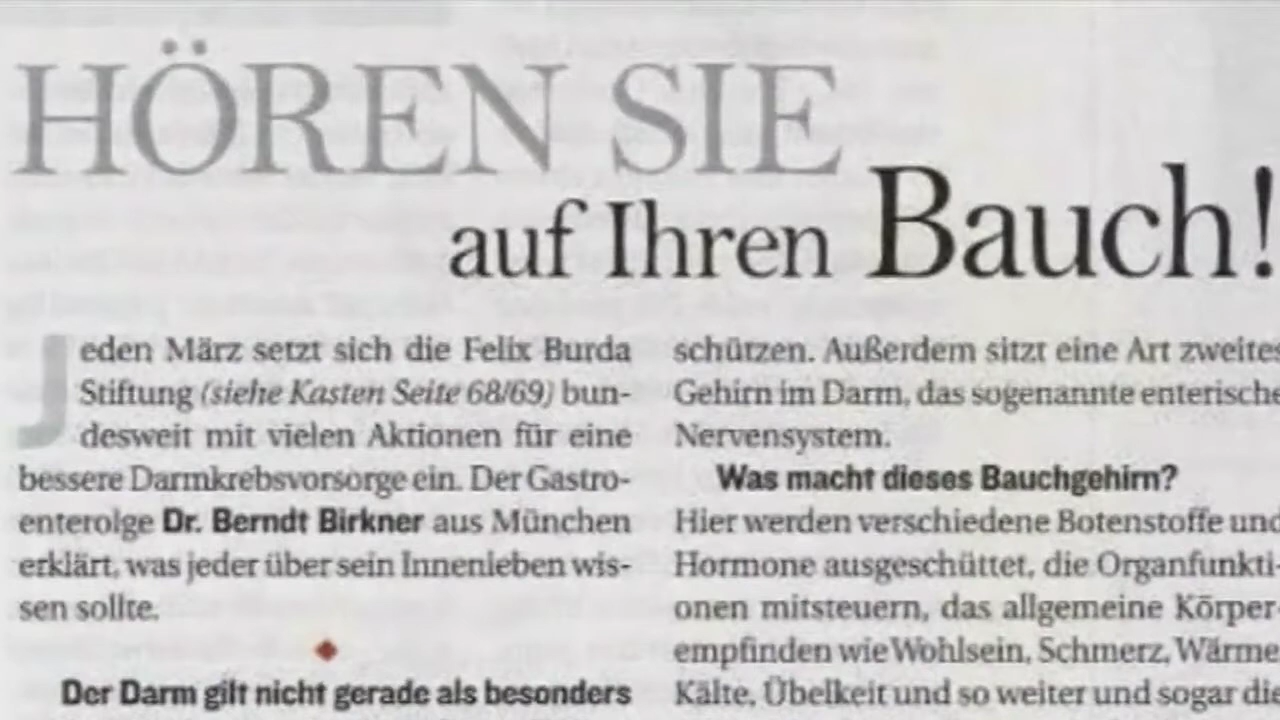 HÖREN SIE
auf Ihren Bauch!
Jeden März setzt sich die Felix Burda
Stiftung (siehe Kasten Seite 68/69) bun-
desweit mit vielen Aktionen für eine
bessere Darmkrebsvorsorge ein. Der Gastro-
enterolge Dr. Berndt Birkner aus München
erklärt, was jeder über sein Innenleben wis-
sen sollte.
Der Darm gilt nicht gerade als besonders
schützen. Außerdem sitzt eine Art zweites
Gehirn im Darm, das sogenannte enterische
Nervensystem.
Was macht dieses Bauchgehirn?
Hier werden verschiedene Botenstoffe und
Hormone ausgeschüttet, die Organfunkti-
onen mitsteuern, das allgemeine Körper-
empfinden wie Wohlsein, Schmerz, Wärme
Kälte, Übelkeit und so weiter und sogar die